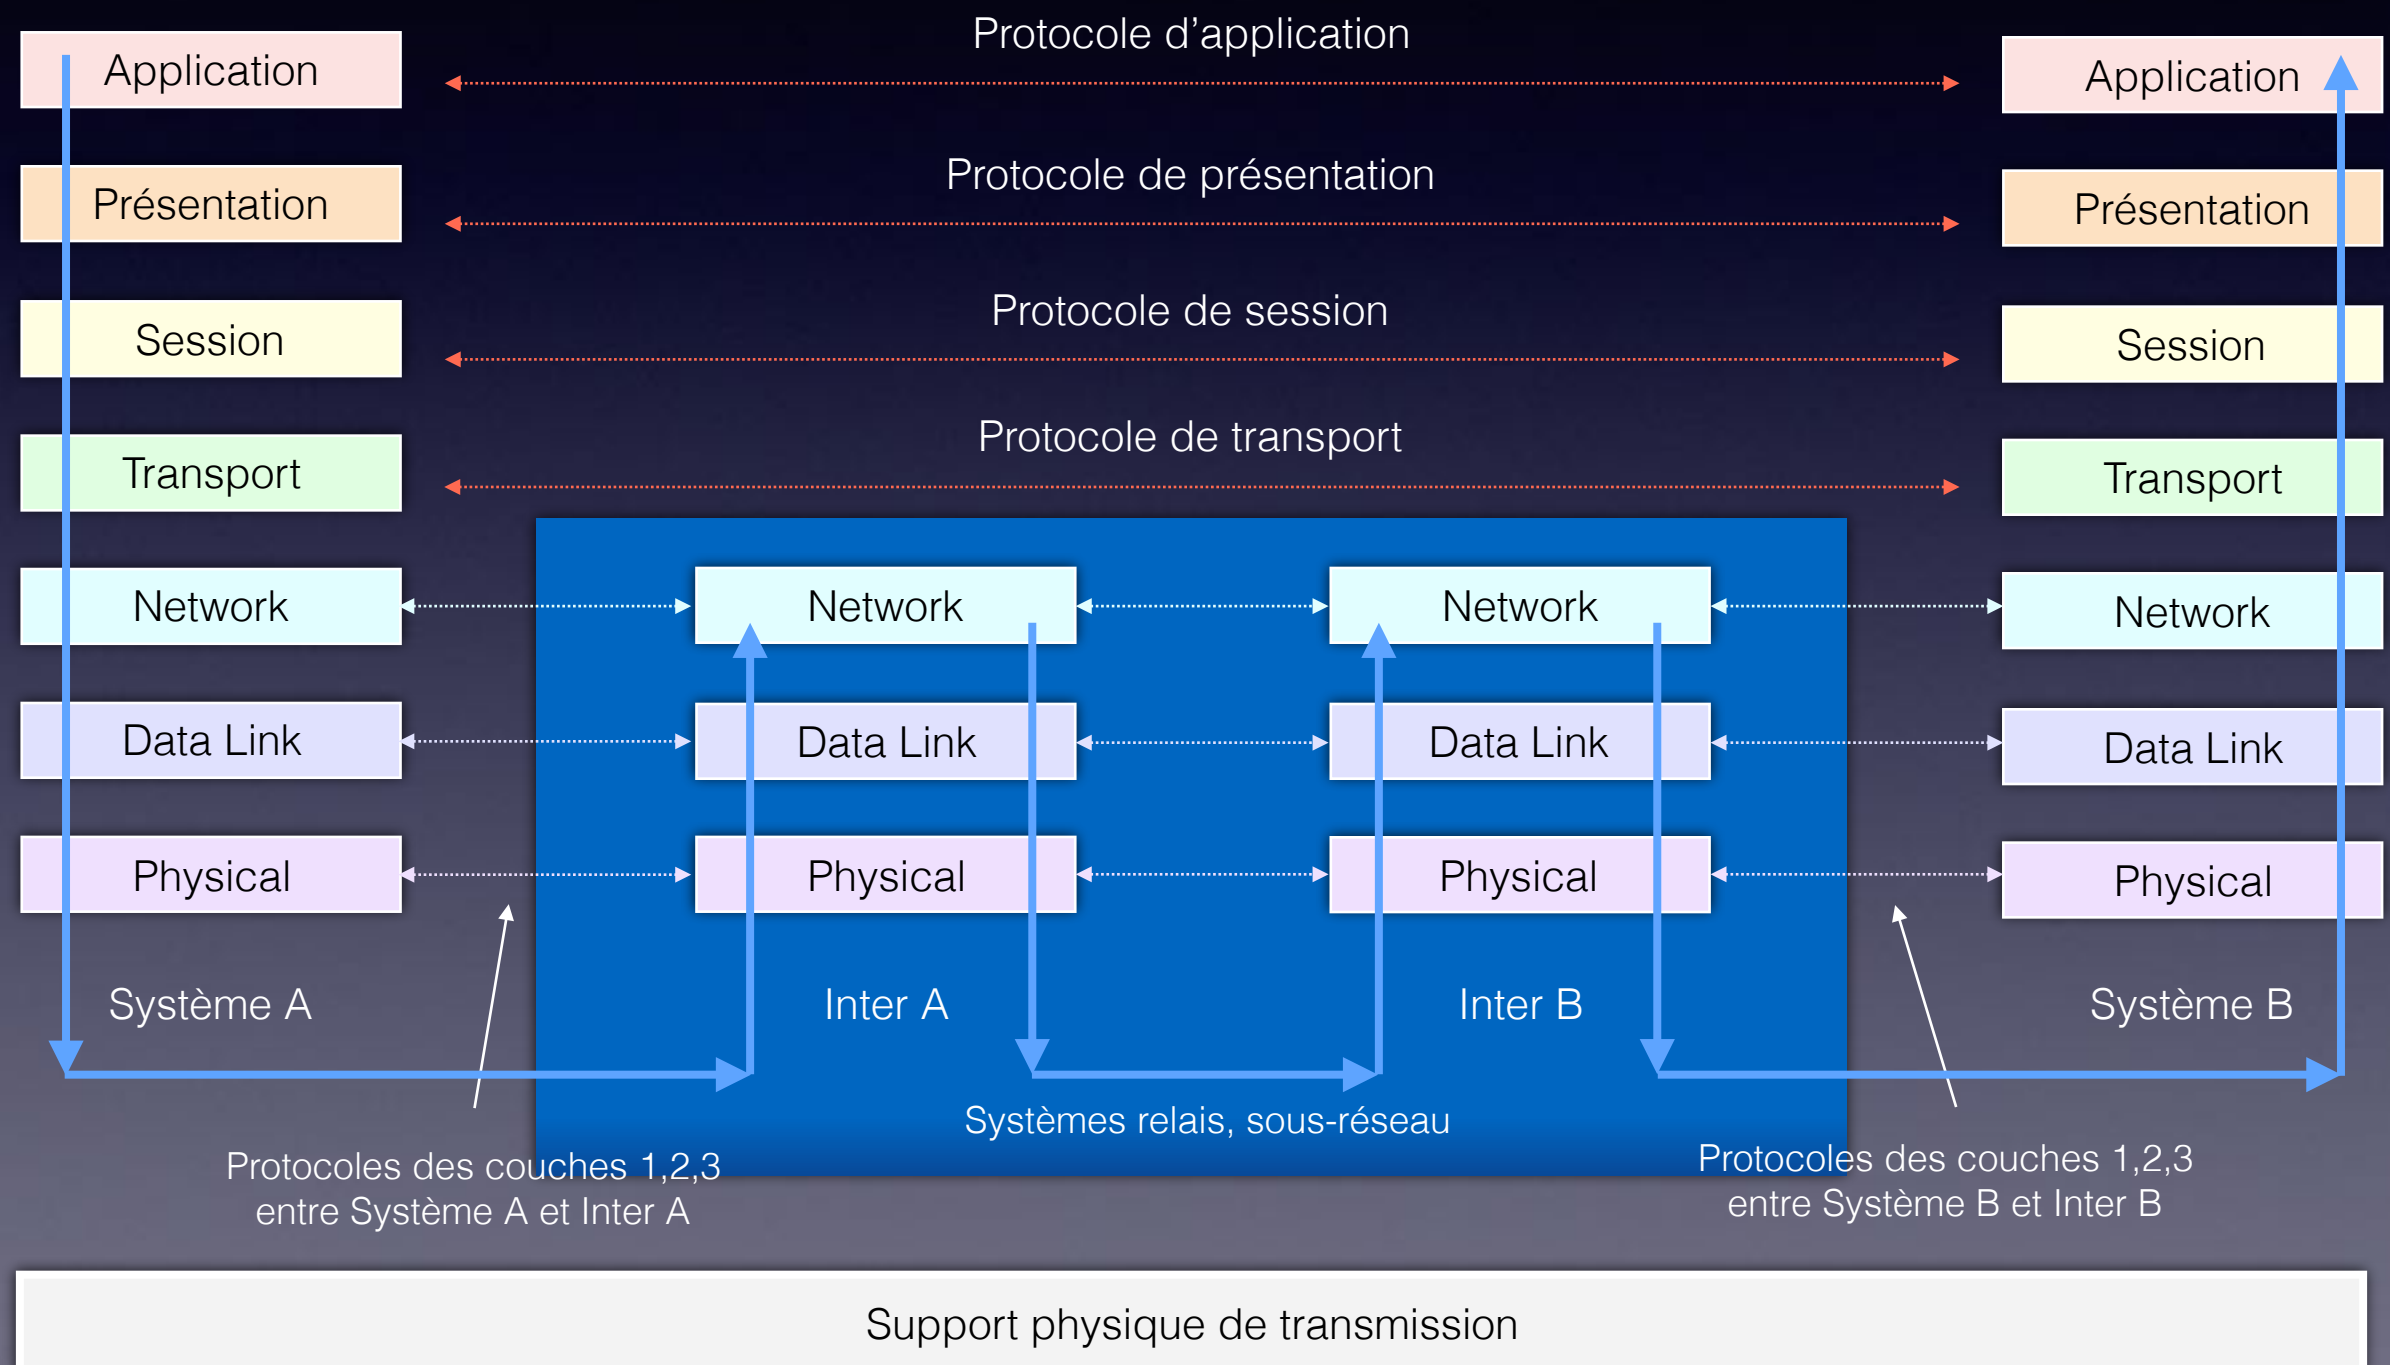 Protocole d’application
Application
Application
Protocole de présentation
Présentation
Présentation
Protocole de session
Session
Session
Protocole de transport
Transport
Transport
Network
Network
Network
Network
Data Link
Data Link
Data Link
Data Link
Physical
Physical
Physical
Physical
Système A
Inter A
Inter B
Système B
Systèmes relais, sous-réseau
Protocoles des couches 1,2,3
entre Système A et Inter A
Protocoles des couches 1,2,3
entre Système B et Inter B
Support physique de transmission